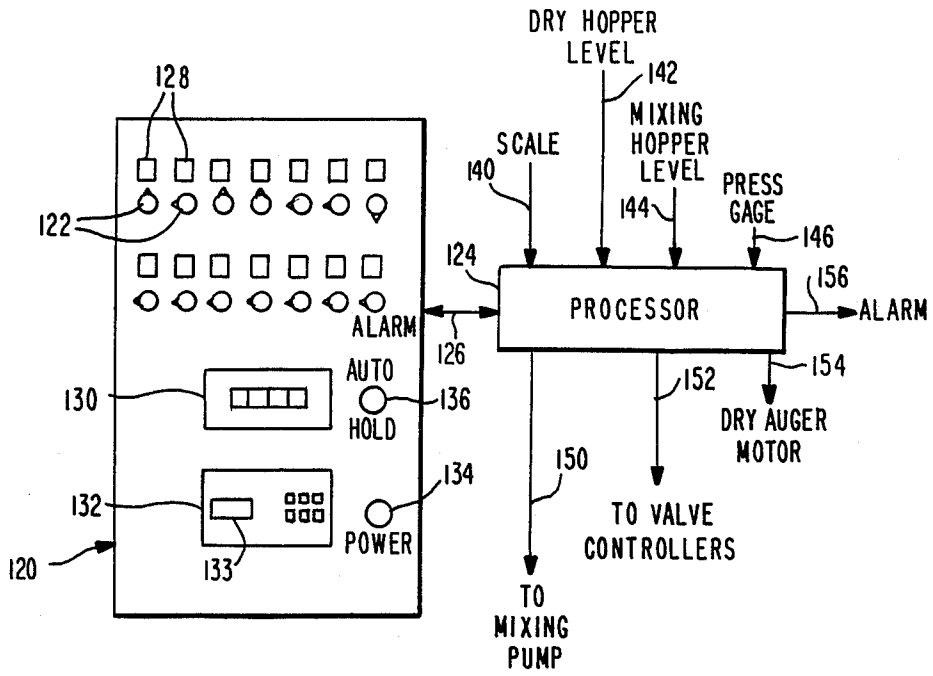 DRY HOPPER
LEVEL
142
128
MIXING
HOPPER
LEVEL
SCALE
140
144
PRESS
GAGE
146
122
124
156
PROCESSOR
ALARM
ALARM
126
154
130
AUTO
HOLD
136
152
DRY AUGER
MOTOR
150
134
132
133
POWER
TO VALVE
CONTROLLERS
120
TO
MIXING
PUMP